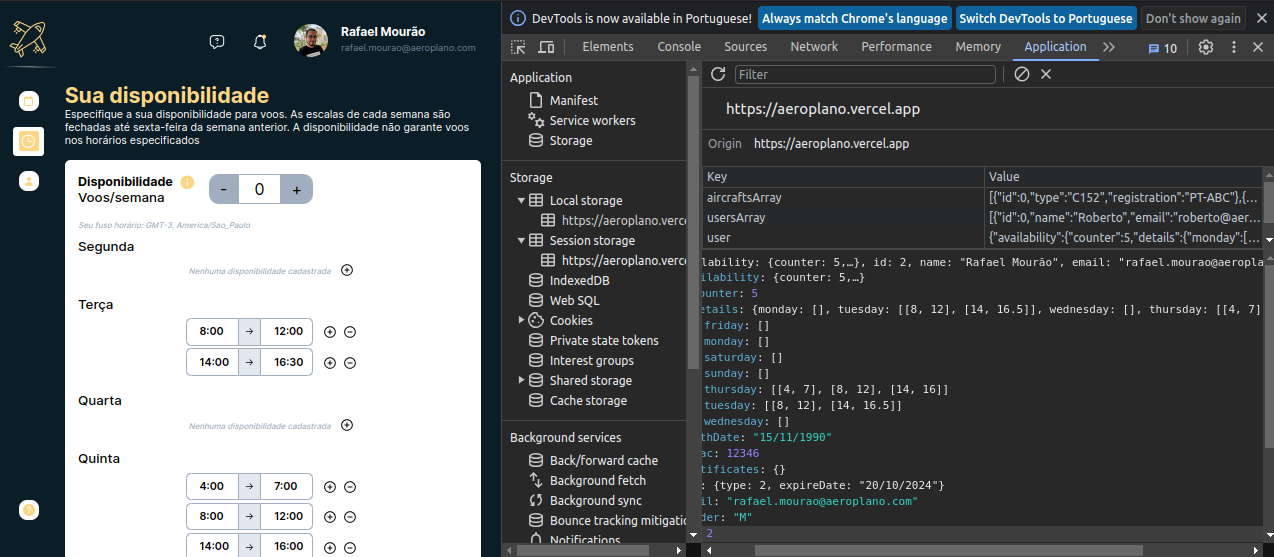 Rafael Mourão
rafael.mourao@aeroplano.com
Sua disponibilidade
Especifique a sua disponibilidade para voos. As escalas de cada semana são
fechadas até sexta-feira da semana anterior. A disponibilidade não garante voos
nos horários especificados
Disponibilidade
Voos/semana
- 0 +
Seu fuso horário: GMT-3, America/Sao_Paulo
Segunda
Nenhuma disponibilidade cadastrada
Terça
8:00 → 12:00
14:00 → 16:30
Quarta
Nenhuma disponibilidade cadastrada
Quinta
4:00 → 7:00
8:00 → 12:00
14:00 → 16:00
DevTools is now available in Portuguese! Always match Chrome's language Switch DevTools to Portuguese Don't show again
Elements Console Sources Network Performance Memory Application 10
Application
Manifest
Service workers
Storage
Storage
Local storage
https://aeroplano.verce
Session storage
https://aeroplano.verce
IndexedDB
Web SQL
Cookies
Private state tokens
Interest groups
Shared storage
Cache storage
Background services
Back/forward cache
Background fetch
Background sync
Bounce tracking mitigatio
Notifications
Filter
https://aeroplano.vercel.app
Origin https://aeroplano.vercel.app
Key Value
aircraftsArray [{"id":0,"type":"C152","registration":"PT-ABC"},{…
usersArray [{"id":0,"name":"Roberto","email":"roberto@aer…
user {"availability":{"counter":5,"details":{"monday":[…
lability: {counter: 5,…}, id: 2, name: "Rafael Mourão", email: "rafael.mourao@aeropla
ilability: {counter: 5,…}
ounter: 5
etails: {monday: [], tuesday: [[8, 12], [14, 16.5]], wednesday: [], thursday: [[4, 7]
friday: []
monday: []
saturday: []
sunday: []
thursday: [[4, 7], [8, 12], [14, 16]]
tuesday: [[8, 12], [14, 16.5]]
wednesday: []
thDate: "15/11/1990"
ac: 12346
tificates: {}
: {type: 2, expireDate: "20/10/2024"}
il: "rafael.mourao@aeroplano.com"
der: "M"
2